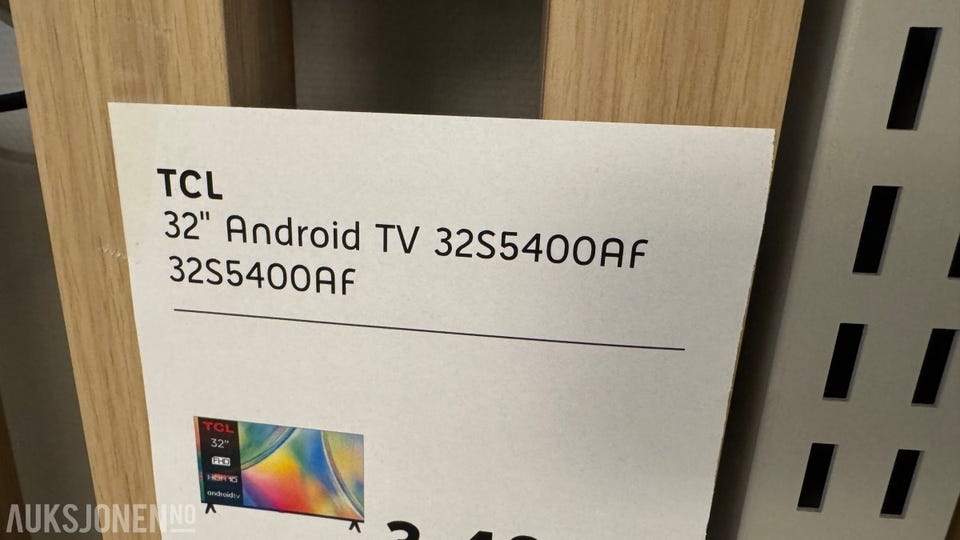 TCL
32" Android TV 32S5400AF
32S5400AF
TCL
32"
FHD
HDR 10
androidtv
AUKSJONEN.NO